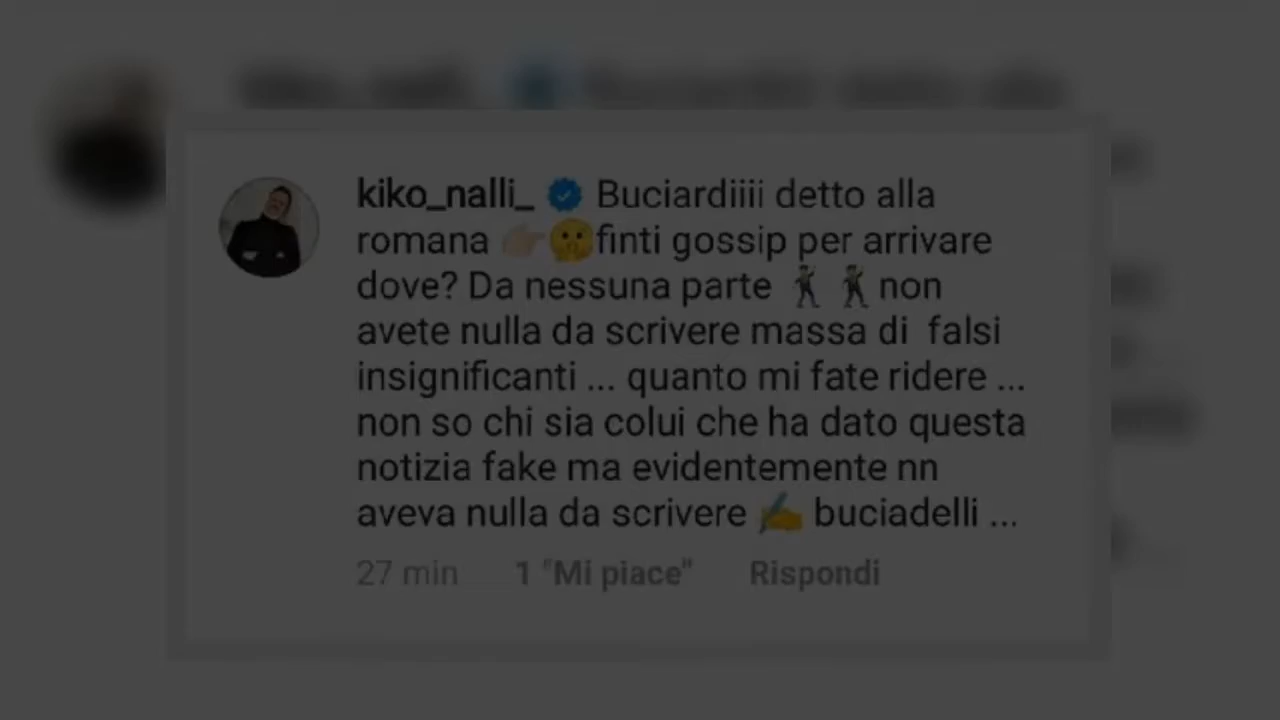 kiko_nalli_ Buciardiiii detto alla
romana 👉🏻🤫finti gossip per arrivare
dove? Da nessuna parte 🕺🕺non
avete nulla da scrivere massa di falsi
insignificanti ... quanto mi fate ridere ...
non so chi sia colui che ha dato questa
notizia fake ma evidentemente nn
aveva nulla da scrivere ✍️ buciadelli ...
27 min 1 "Mi piace" Rispondi